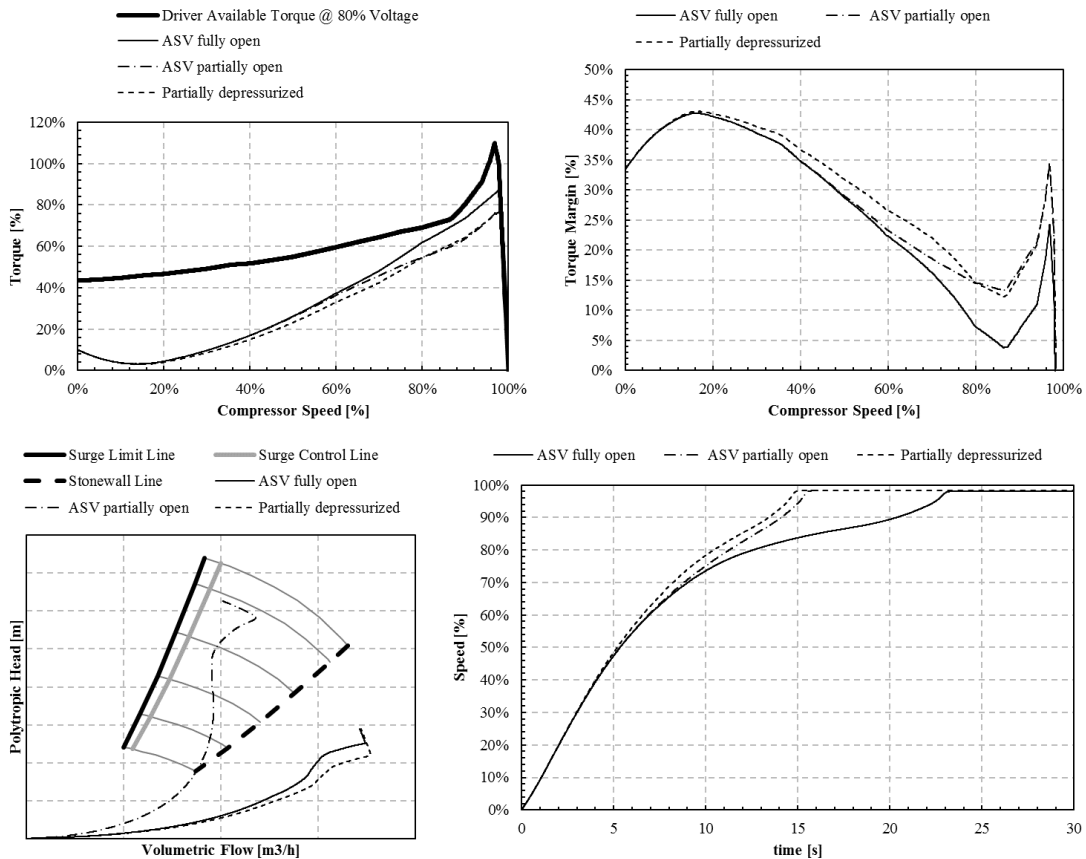 Driver Available Torque @ 80% Voltage
ASV fully open
ASV partially open
Partially depressurized
120%
100%
80%
60%
40%
20%
0%
Torque [%]
0% 20% 40% 60% 80% 100%
Compressor Speed [%]
ASV fully open ASV partially open
Partially depressurized
50%
45%
40%
35%
30%
25%
20%
15%
10%
5%
0%
Torque Margin [%]
0% 20% 40% 60% 80% 100%
Compressor Speed [%]
Surge Limit Line Surge Control Line
Stonewall Line ASV fully open
ASV partially open Partially depressurized
Polytropic Head [m]
Volumetric Flow [m3/h]
ASV fully open ASV partially open Partially depressurized
100%
90%
80%
70%
60%
50%
40%
30%
20%
10%
0%
Speed [%]
0 5 10 15 20 25 30
time [s]